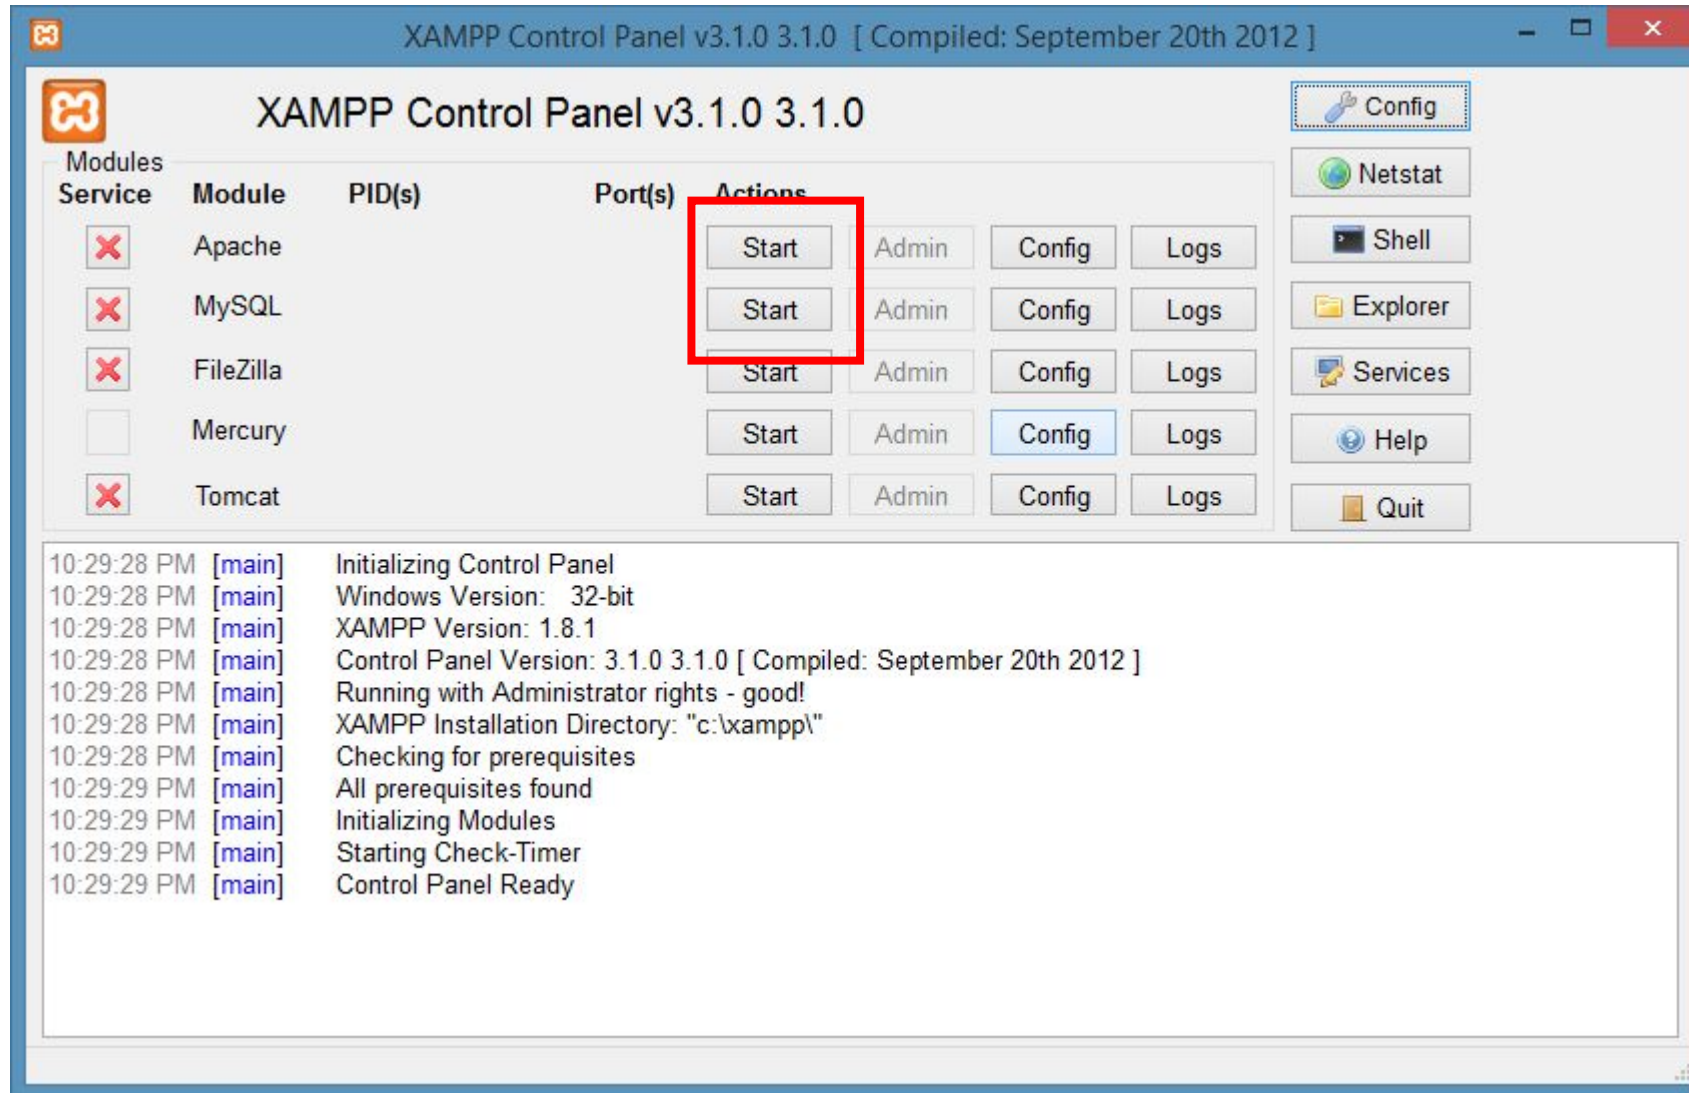 XAMPP Control Panel v3.1.0 3.1.0 [ Compiled: September 20th 2012 ]
XAMPP Control Panel v3.1.0 3.1.0
Config
Modules
Netstat
Service Module PID(s) Port(s) Actions
Apache Start Admin Config Logs
Shell
MySQL Start Admin Config Logs
Explorer
FileZilla Start Admin Config Logs
Services
Mercury Start Admin Config Logs
Help
Tomcat Start Admin Config Logs
Quit
10:29:28 PM [main] Initializing Control Panel
10:29:28 PM [main] Windows Version: 32-bit
10:29:28 PM [main] XAMPP Version: 1.8.1
10:29:28 PM [main] Control Panel Version: 3.1.0 3.1.0 [ Compiled: September 20th 2012 ]
10:29:28 PM [main] Running with Administrator rights - good!
10:29:28 PM [main] XAMPP Installation Directory: "c:\xampp\"
10:29:28 PM [main] Checking for prerequisites
10:29:29 PM [main] All prerequisites found
10:29:29 PM [main] Initializing Modules
10:29:29 PM [main] Starting Check-Timer
10:29:29 PM [main] Control Panel Ready